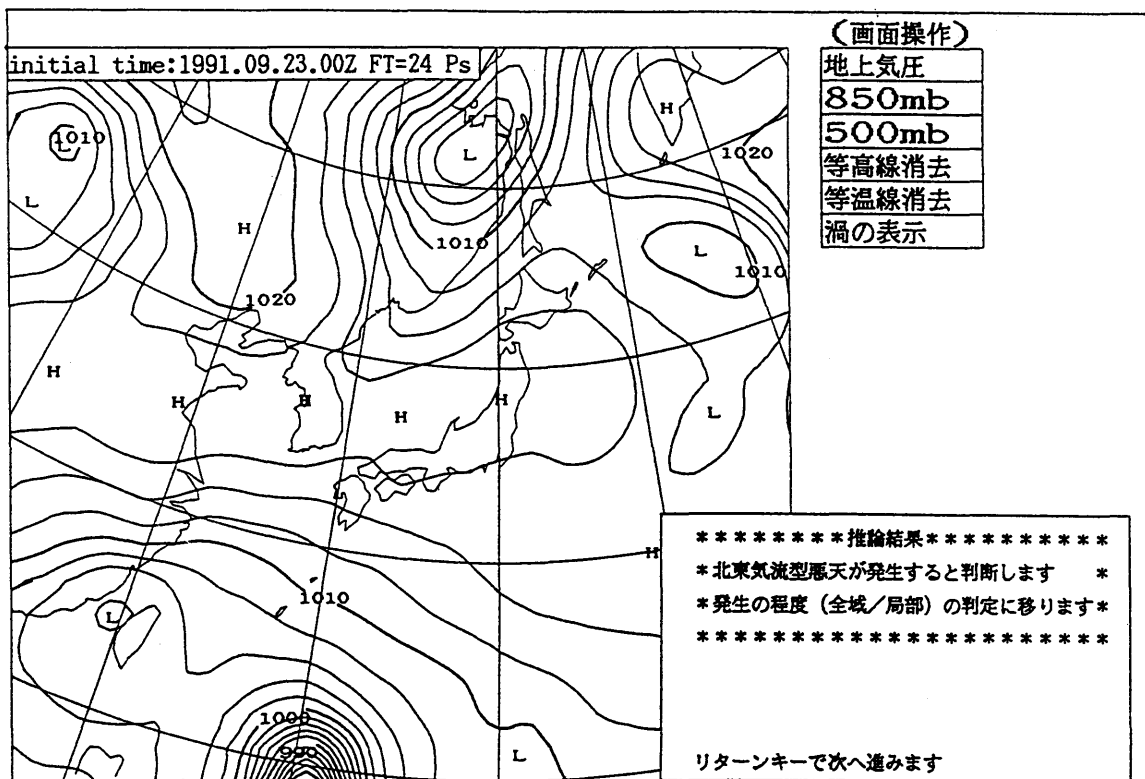 initial time:1991.09.23.00Z FT=24 Ps
(画面操作)
地上気圧
850mb
500mb
等高線消去
等温線消去
渦の表示
1010
L
L
H
1020
L
L
1010
H
1020
L
1010
H
H
H
H
H
L
H
L
1010
1000
990
L
********推論結果**********
*北東気流型悪天が発生すると判断します *
*発生の程度(全域/局部)の判定に移ります*
***********************
リターンキーで次へ進みます